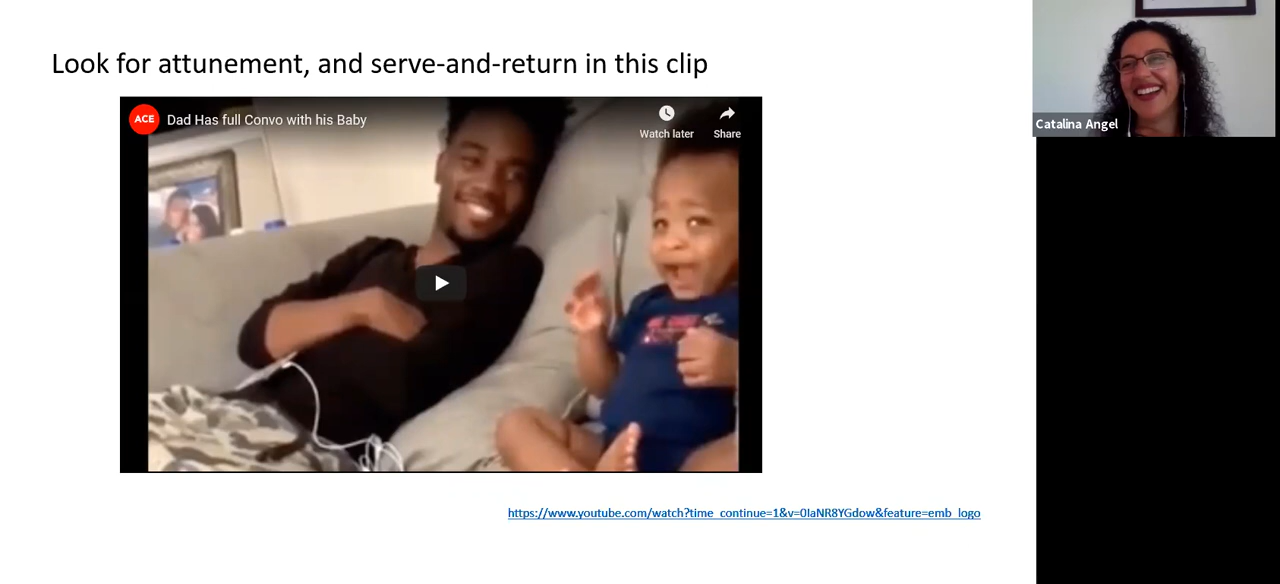 Look for attunement, and serve-and-return in this clip
ACE
Dad Has full Convo with his Baby
Watch later
Share
Catalina Angel
https://www.youtube.com/watch?time_continue=1&v=0IaNR8YGdow&feature=emb_logo